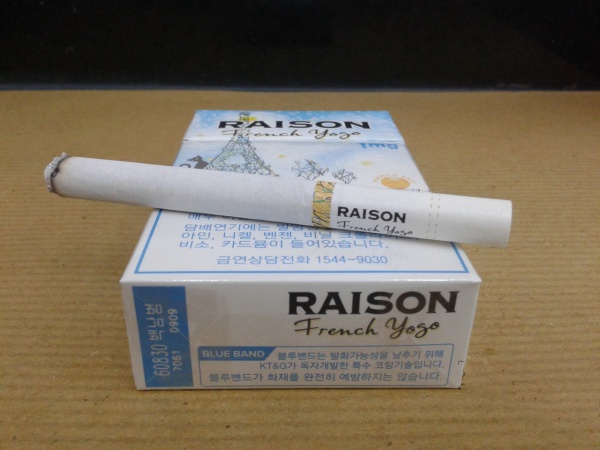 RAISON
French Yogo
1mg
RAISON
French Yogo
담배연기에는
아민, 니켈, 벤젠, 비닐
비소, 카드뮴이 들어있습니다.
금연상담전화 1544-9030
RAISON
French Yogo
60830 백남범
7061 0909
BLUE BAND 블루밴드는 발화가능성을 낮추기 위해
KT&G가 독자개발한 특수 코팅기술입니다.
블루밴드가 화재를 완전히 예방하지는 않습니다.